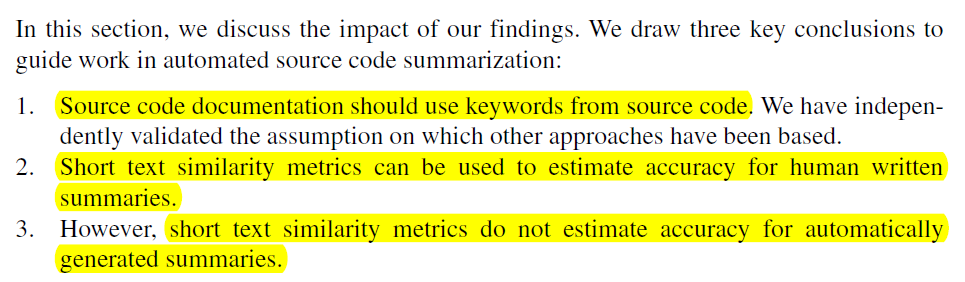 In this section, we discuss the impact of our findings. We draw three key conclusions to
guide work in automated source code summarization:
1. Source code documentation should use keywords from source code. We have indepen-
dently validated the assumption on which other approaches have been based.
2. Short text similarity metrics can be used to estimate accuracy for human written
summaries.
3. However, short text similarity metrics do not estimate accuracy for automatically
generated summaries.